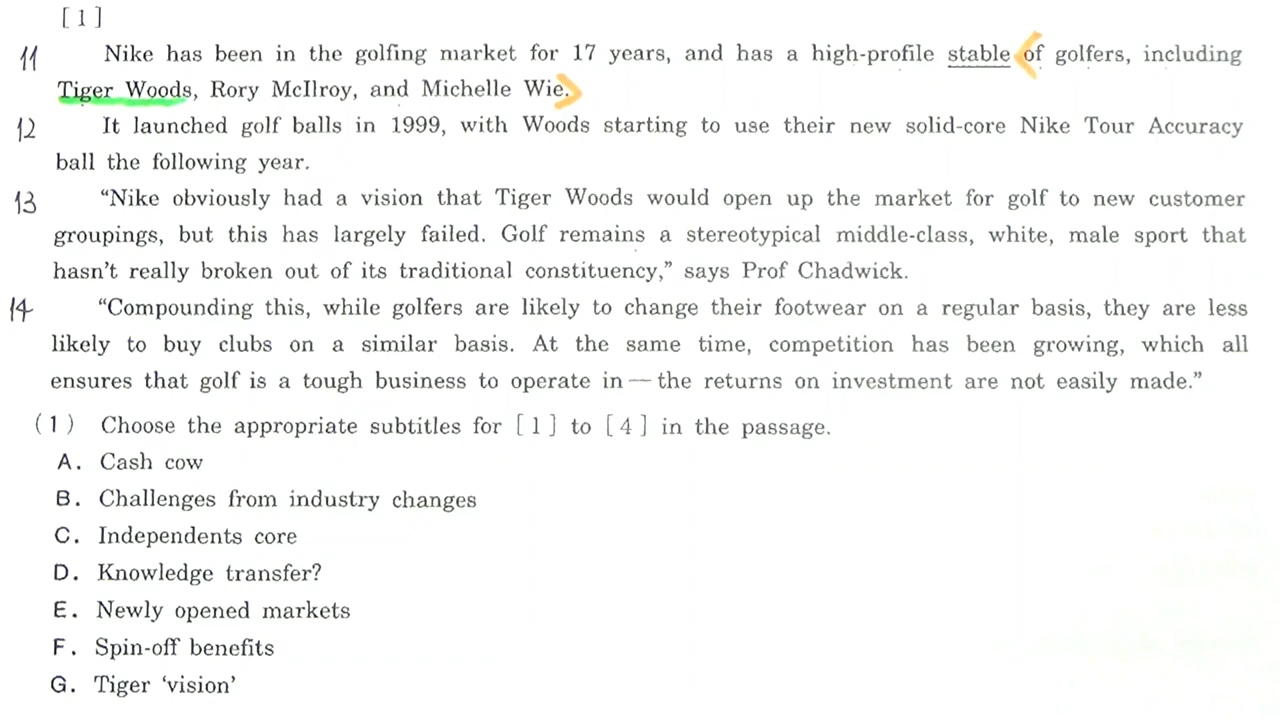 [1]
11 Nike has been in the golfing market for 17 years, and has a high-profile stable of golfers, including
Tiger Woods, Rory McIlroy, and Michelle Wie.
12 It launched golf balls in 1999, with Woods starting to use their new solid-core Nike Tour Accuracy
ball the following year.
13 “Nike obviously had a vision that Tiger Woods would open up the market for golf to new customer
groupings, but this has largely failed. Golf remains a stereotypical middle-class, white, male sport that
hasn’t really broken out of its traditional constituency,” says Prof Chadwick.
14 “Compounding this, while golfers are likely to change their footwear on a regular basis, they are less
likely to buy clubs on a similar basis. At the same time, competition has been growing, which all
ensures that golf is a tough business to operate in—the returns on investment are not easily made.”
(1) Choose the appropriate subtitles for [1] to [4] in the passage.
A. Cash cow
B. Challenges from industry changes
C. Independents core
D. Knowledge transfer?
E. Newly opened markets
F. Spin-off benefits
G. Tiger ‘vision’